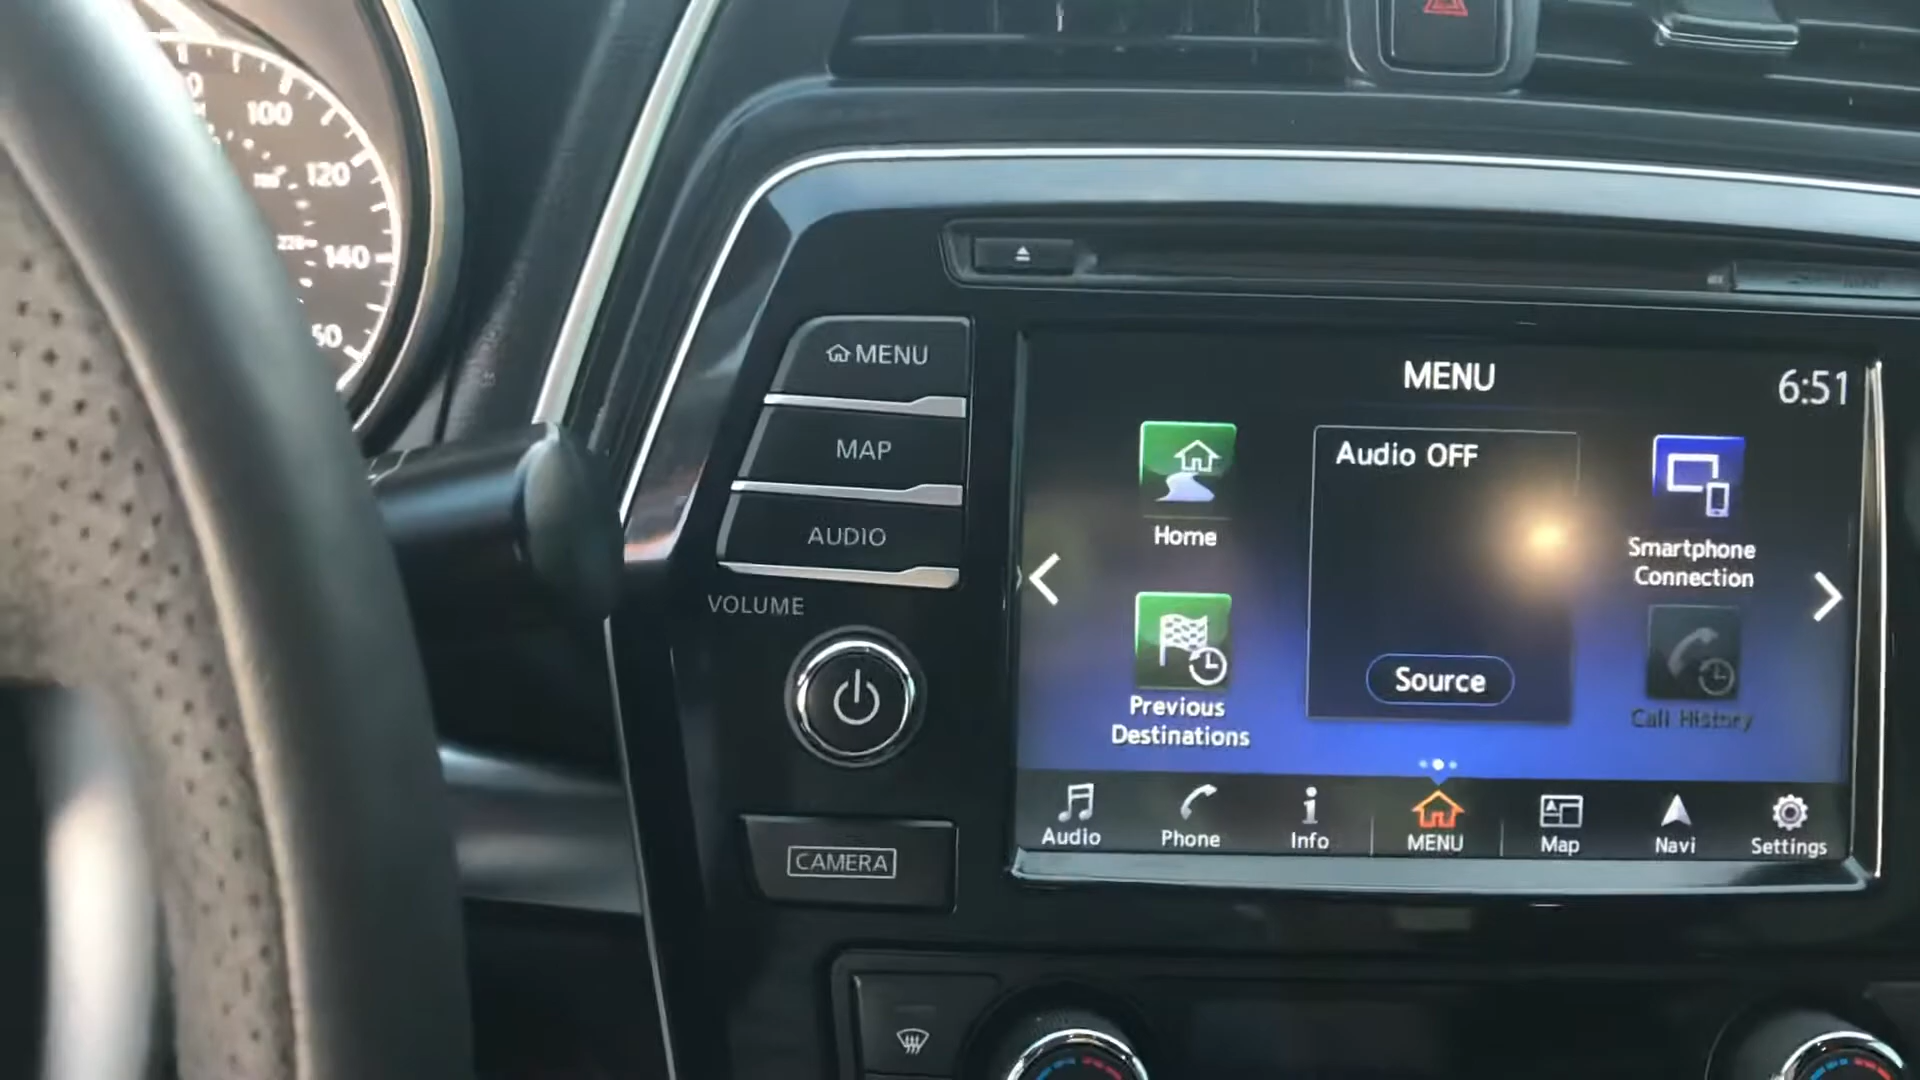 100
120
140
220
MENU
MAP
AUDIO
VOLUME
CAMERA
MENU
6:51
Home
Audio OFF
Smartphone
Connection
Previous
Destinations
Source
Call History
Audio
Phone
Info
MENU
Map
Navi
Settings